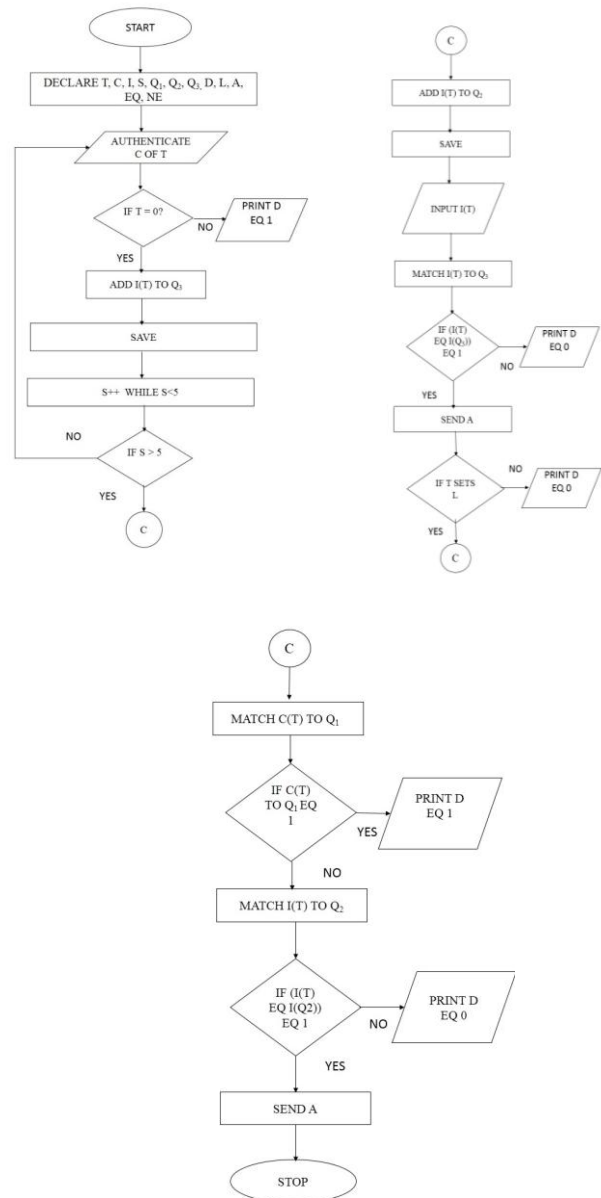 START
DECLARE T, C, I, S, Q₁, Q₂, Q₃, D, L, A,
EQ, NE
AUTHENTICATE
C OF T
IF T = 0?
NO
PRINT D
EQ 1
YES
ADD I(T) TO Q₃
SAVE
S++ WHILE S<5
NO
IF S > 5
YES
C
C
ADD I(T) TO Q₂
SAVE
INPUT I(T)
MATCH I(T) TO Q₃
IF (I(T)
EQ I(Q₃))
EQ 1
NO
PRINT D
EQ 0
YES
SEND A
IF T SETS
L
NO
PRINT D
EQ 0
YES
C
C
MATCH C(T) TO Q₁
IF C(T)
TO Q₁ EQ
1
YES
PRINT D
EQ 1
NO
MATCH I(T) TO Q₂
IF (I(T)
EQ I(Q2))
EQ 1
NO
PRINT D
EQ 0
YES
SEND A
STOP